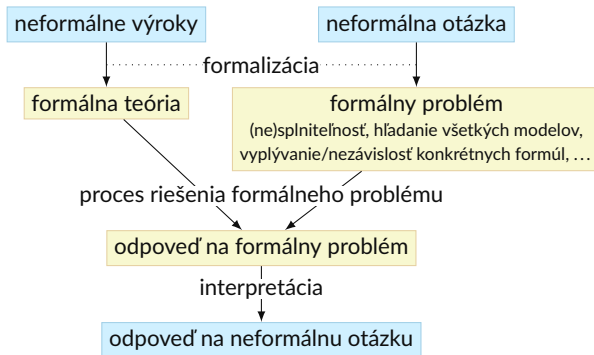 neformálne výroky
neformálna otázka
formalizácia
formálna teória
formálny problém
(ne)splniteľnosť, hľadanie všetkých modelov,
vyplývanie/nezávislosť konkrétnych formúl, …
proces riešenia formálneho problému
odpoveď na formálny problém
interpretácia
odpoveď na neformálnu otázku